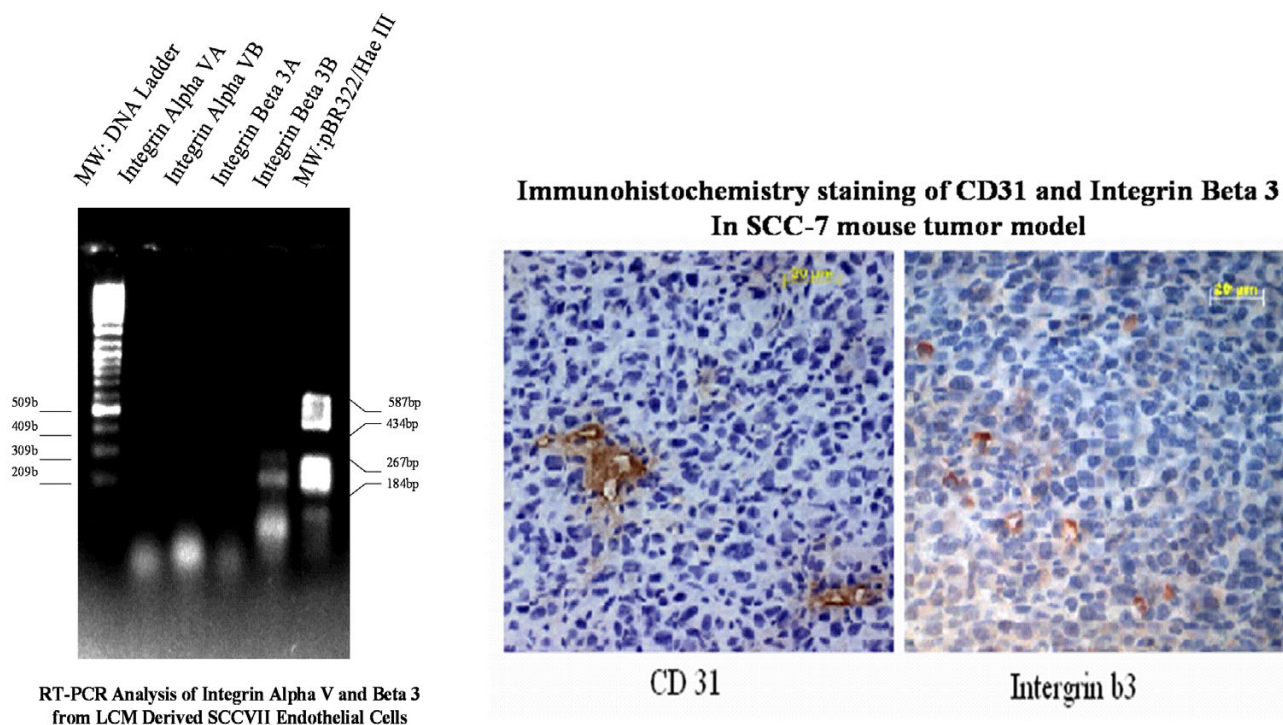 MW: DNA Ladder
Integrin Alpha VA
Integrin Alpha VB
Integrin Beta 3A
Integrin Beta 3B
MW:pBR322/Hae III
509b
409b
309b
209b
587bp
434bp
267bp
184bp
RT-PCR Analysis of Integrin Alpha V and Beta 3
from LCM Derived SCCVII Endothelial Cells
Immunohistochemistry staining of CD31 and Integrin Beta 3
In SCC-7 mouse tumor model
20 µm
20 µm
CD 31
Intergrin b3